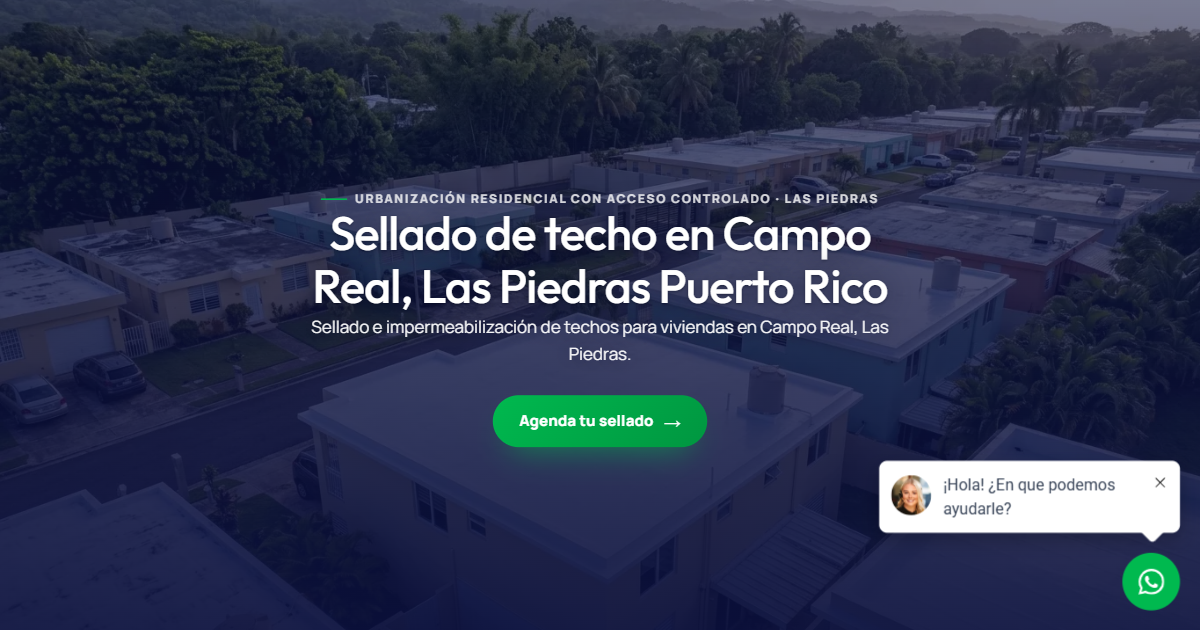 URBANIZACIÓN RESIDENCIAL CON ACCESO CONTROLADO · LAS PIEDRAS
Sellado de techo en Campo
Real, Las Piedras Puerto Rico
Sellado e impermeabilización de techos para viviendas en Campo Real, Las
Piedras.
Agenda tu sellado →
¡Hola! ¿En que podemos
ayudarle?